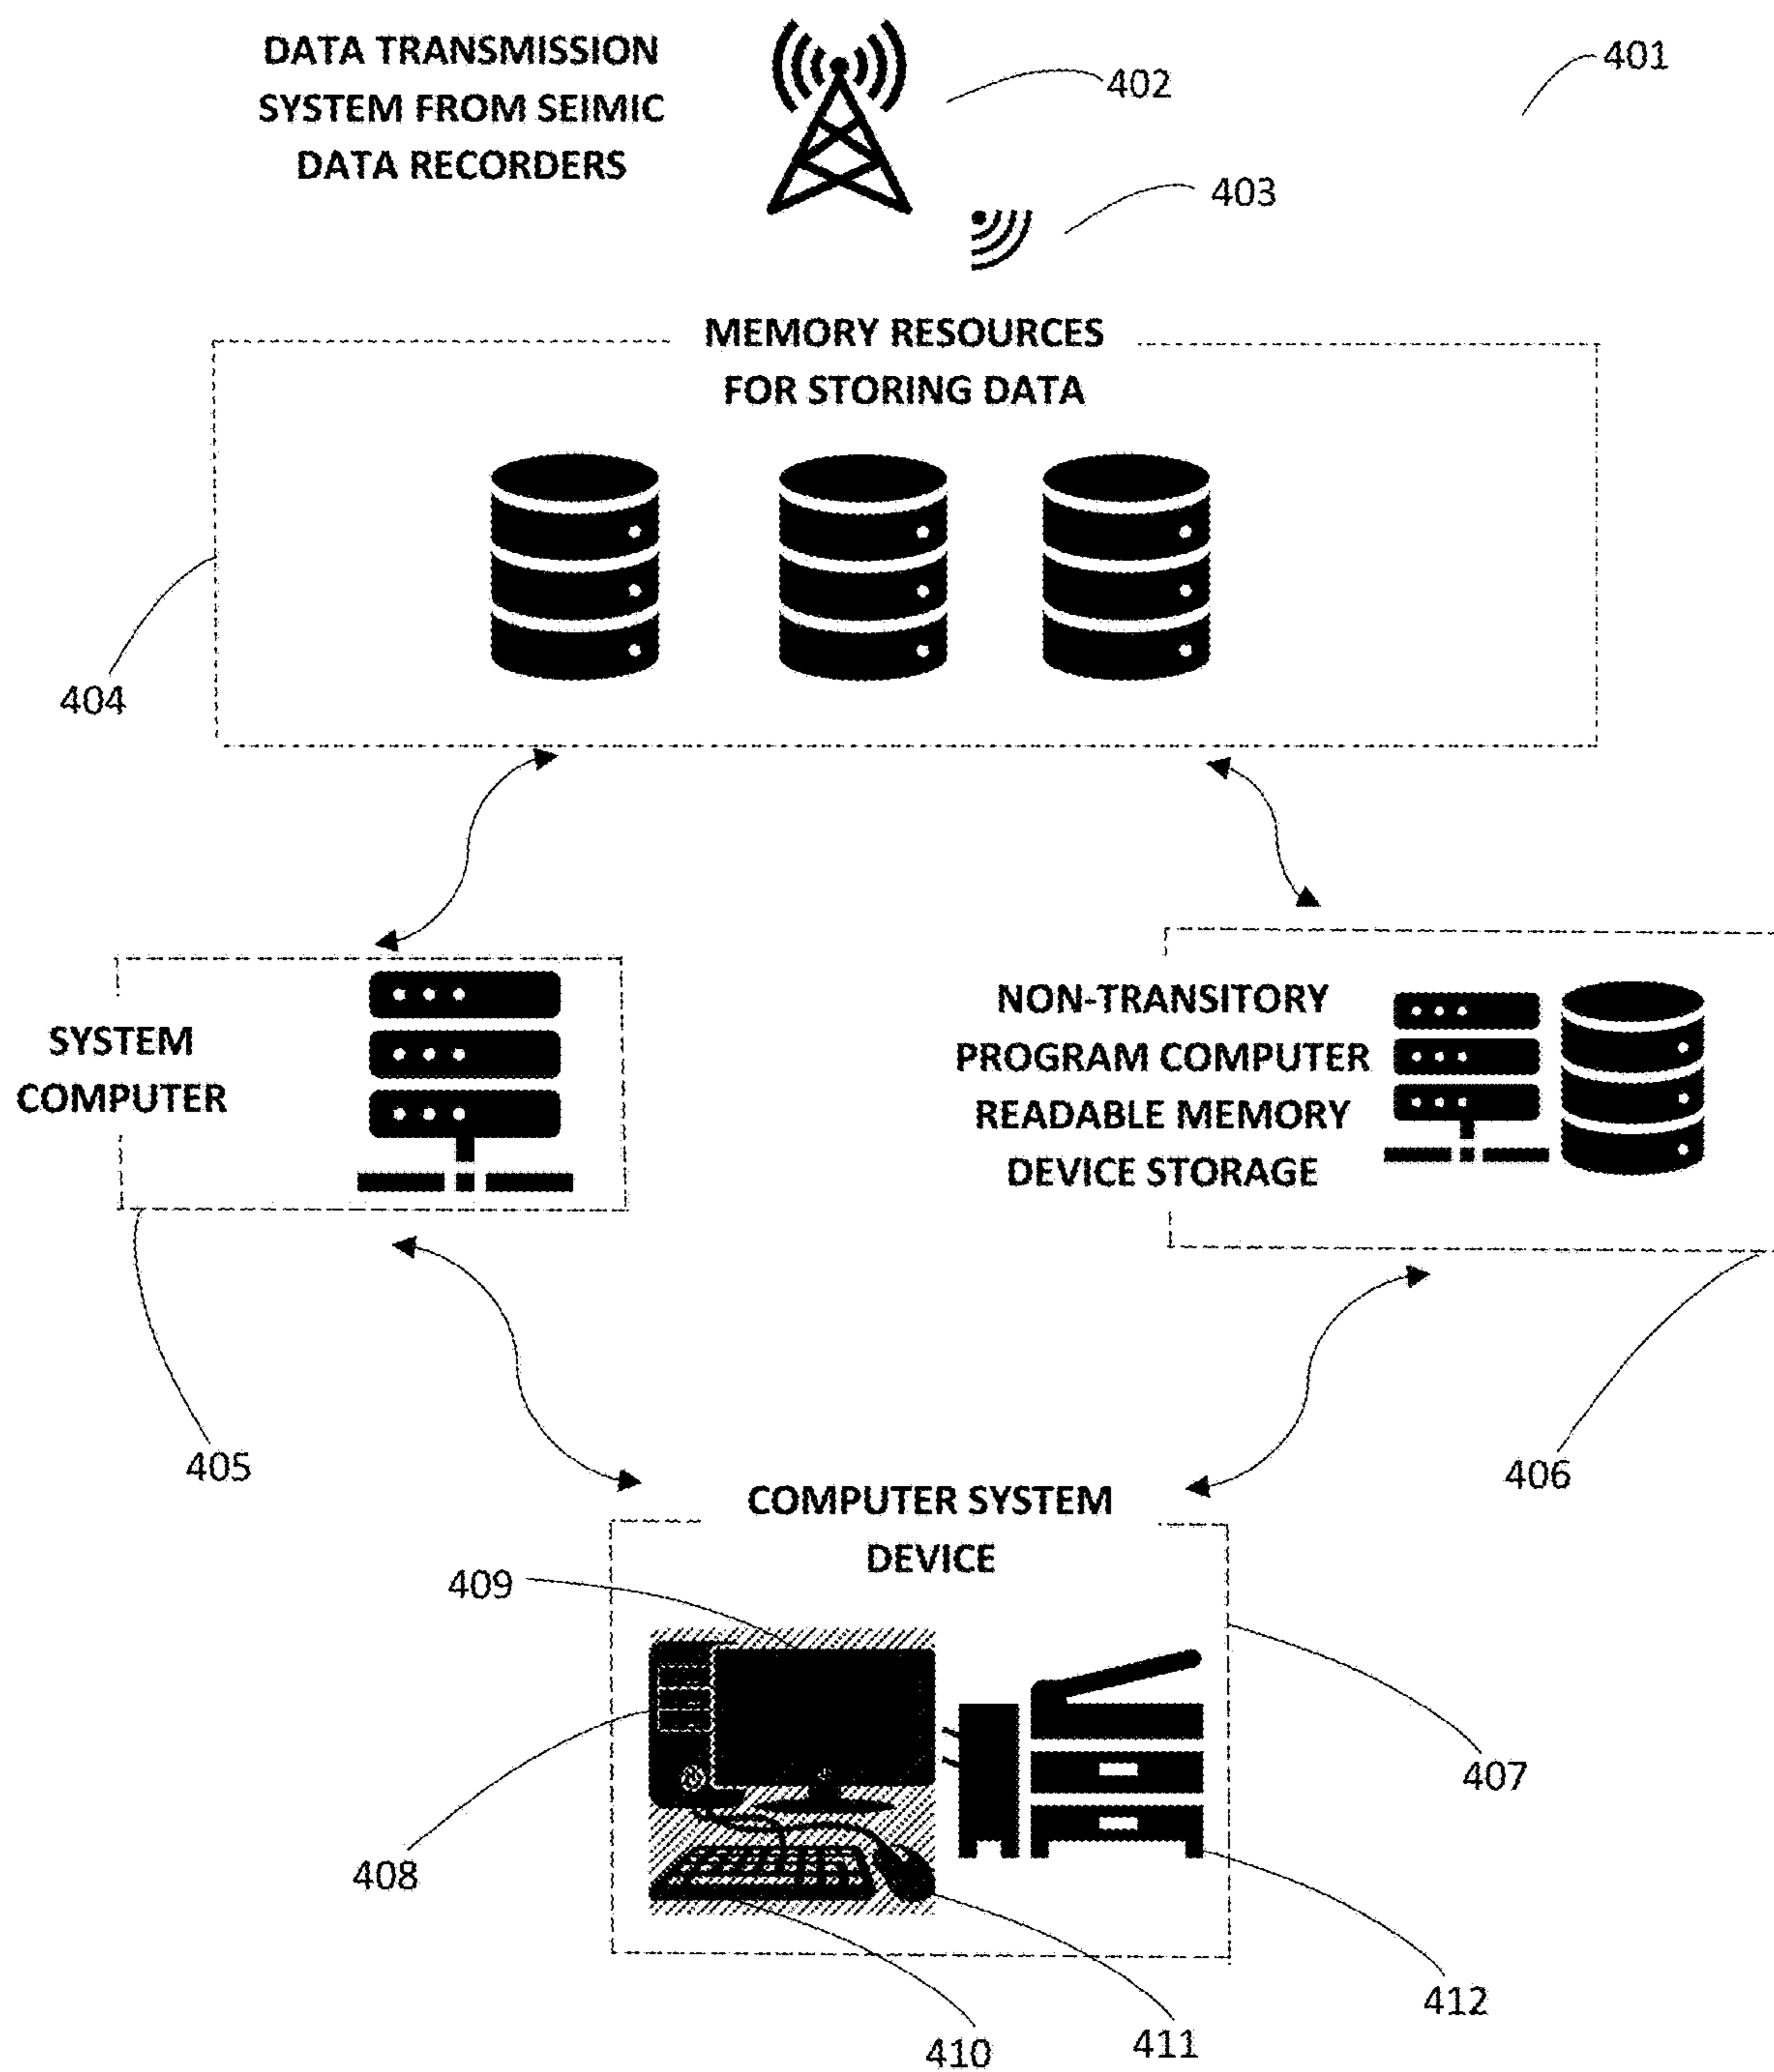 DATA TRANSMISSION
SYSTEM FROM SEIMIC
DATA RECORDERS
401
402
403
MEMORY RESOURCES
FOR STORING DATA
404
SYSTEM
COMPUTER
NON-TRANSITORY
PROGRAM COMPUTER
READABLE MEMORY
DEVICE STORAGE
405
406
COMPUTER SYSTEM
DEVICE
409
407
408
412
410
411